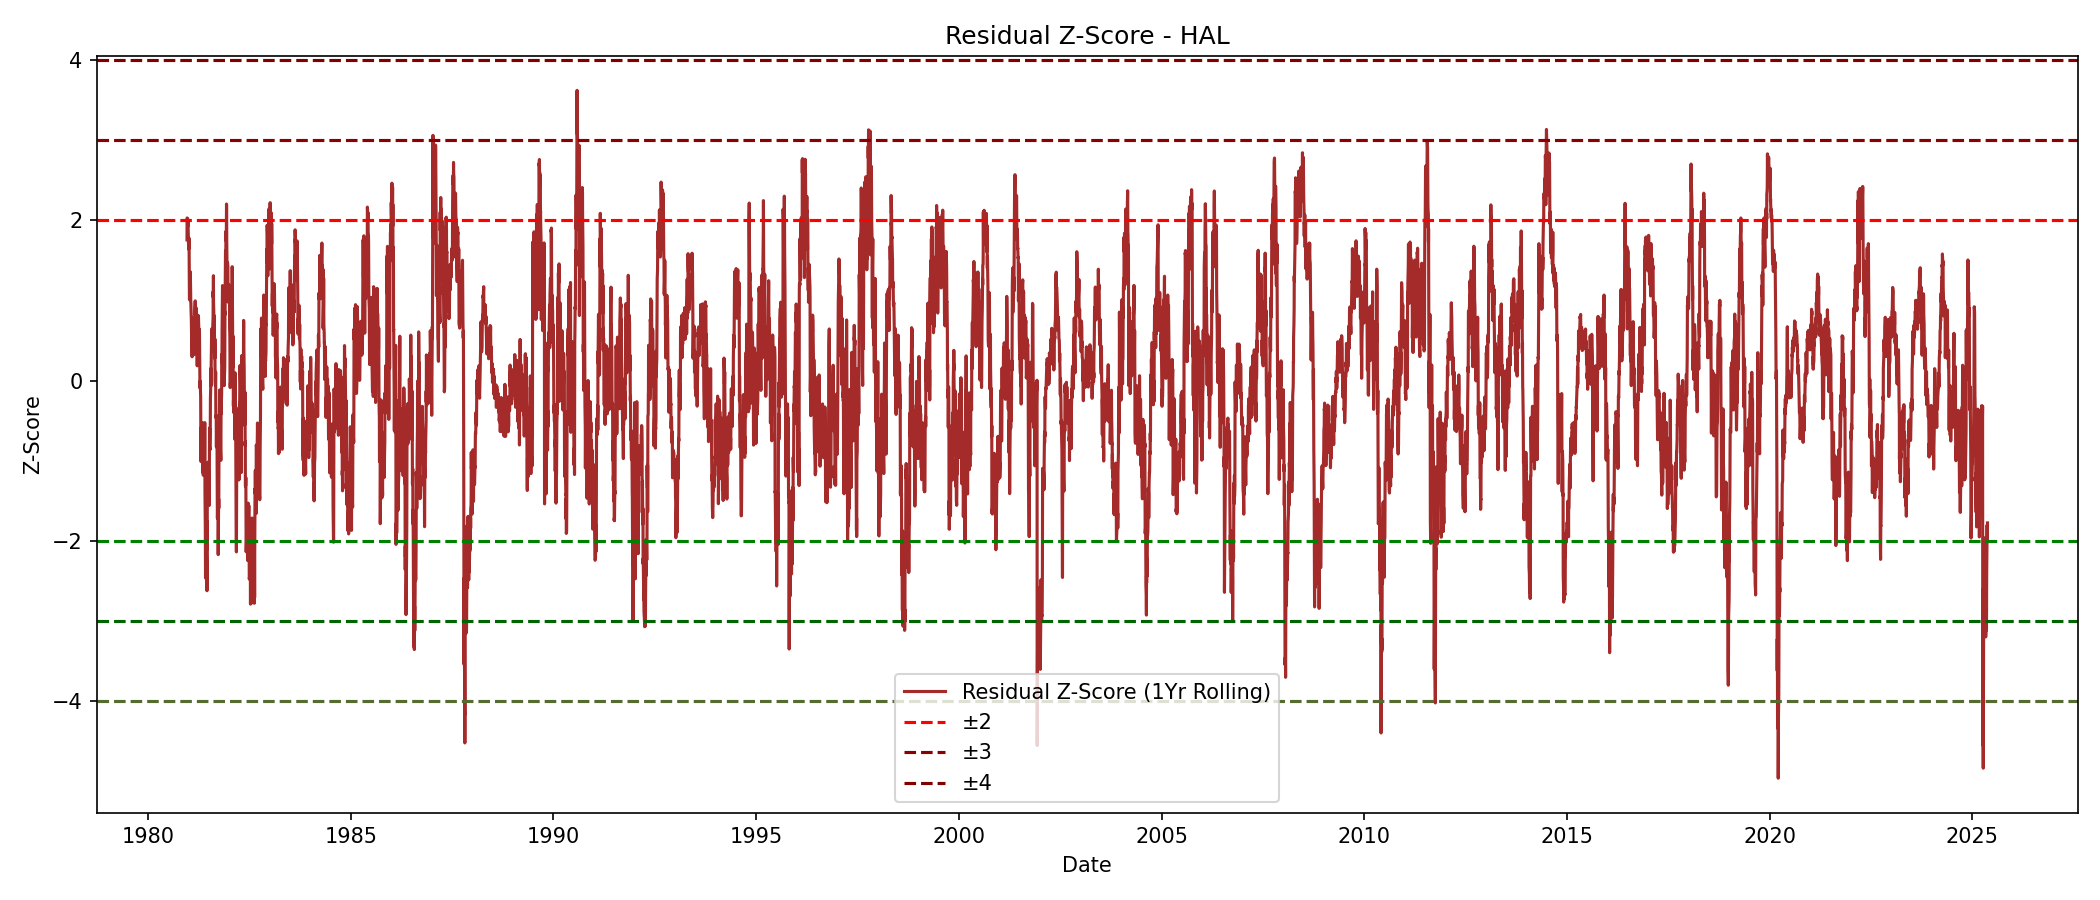 Residual Z-Score - HAL
4
2
0
−2
−4
Z-Score
Residual Z-Score (1Yr Rolling)
±2
±3
±4
1980 1985 1990 1995 2000 2005 2010 2015 2020 2025
Date